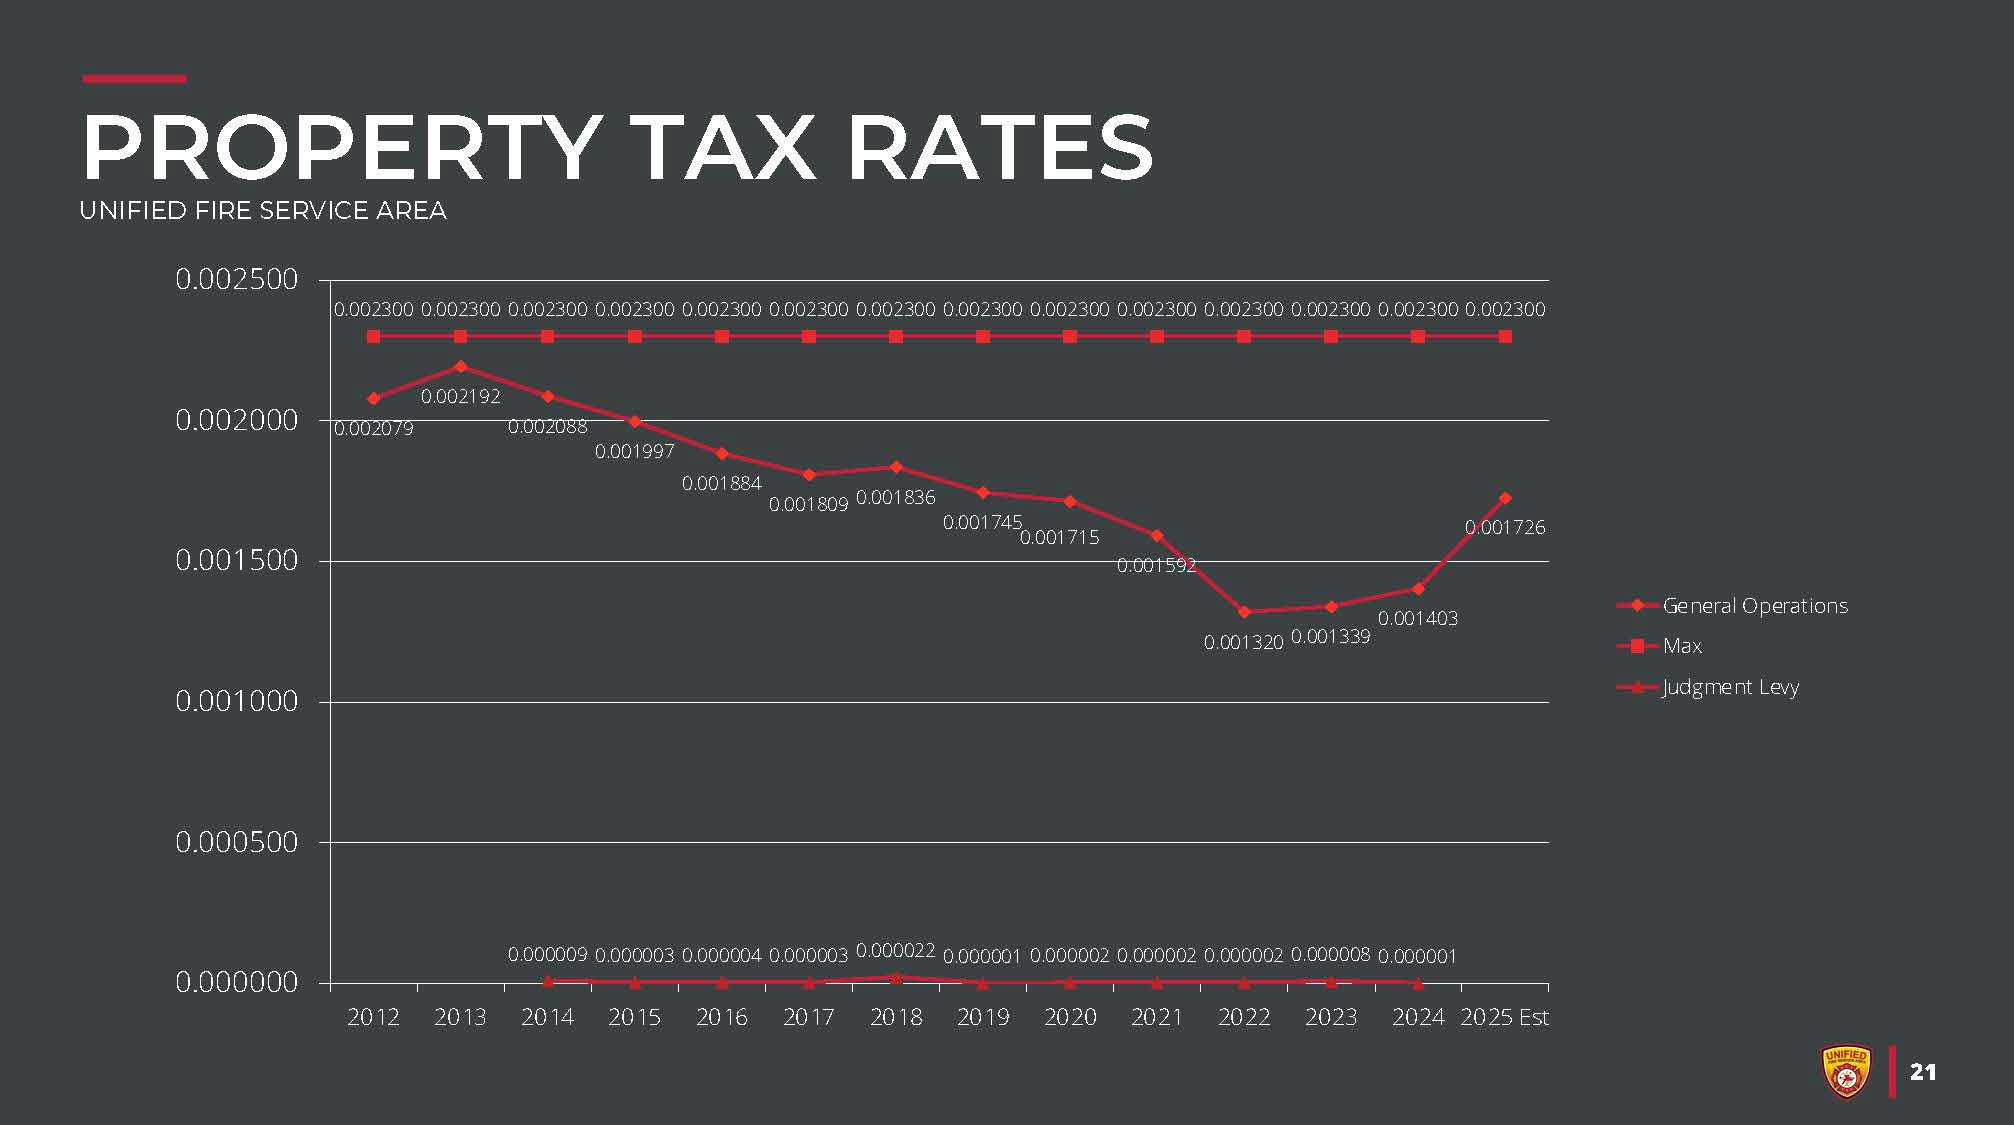 PROPERTY TAX RATES
UNIFIED FIRE SERVICE AREA
0.002500
0.002300 0.002300 0.002300 0.002300 0.002300 0.002300 0.002300 0.002300 0.002300 0.002300 0.002300 0.002300 0.002300 0.002300
0.002192
0.002000
0.002079
0.002088
0.001997
0.001884
0.001809
0.001836
0.001745
0.001715
0.001726
0.001500
0.001592
0.001320
0.001339
0.001403
General Operations
Max
Judgment Levy
0.001000
0.000500
0.000009 0.000003 0.000004 0.000003 0.000022 0.000001 0.000002 0.000002 0.000002 0.000008 0.000001
0.000000
2012 2013 2014 2015 2016 2017 2018 2019 2020 2021 2022 2023 2024 2025 Est
UNIFIED
FIRE SERVICE AREA
21